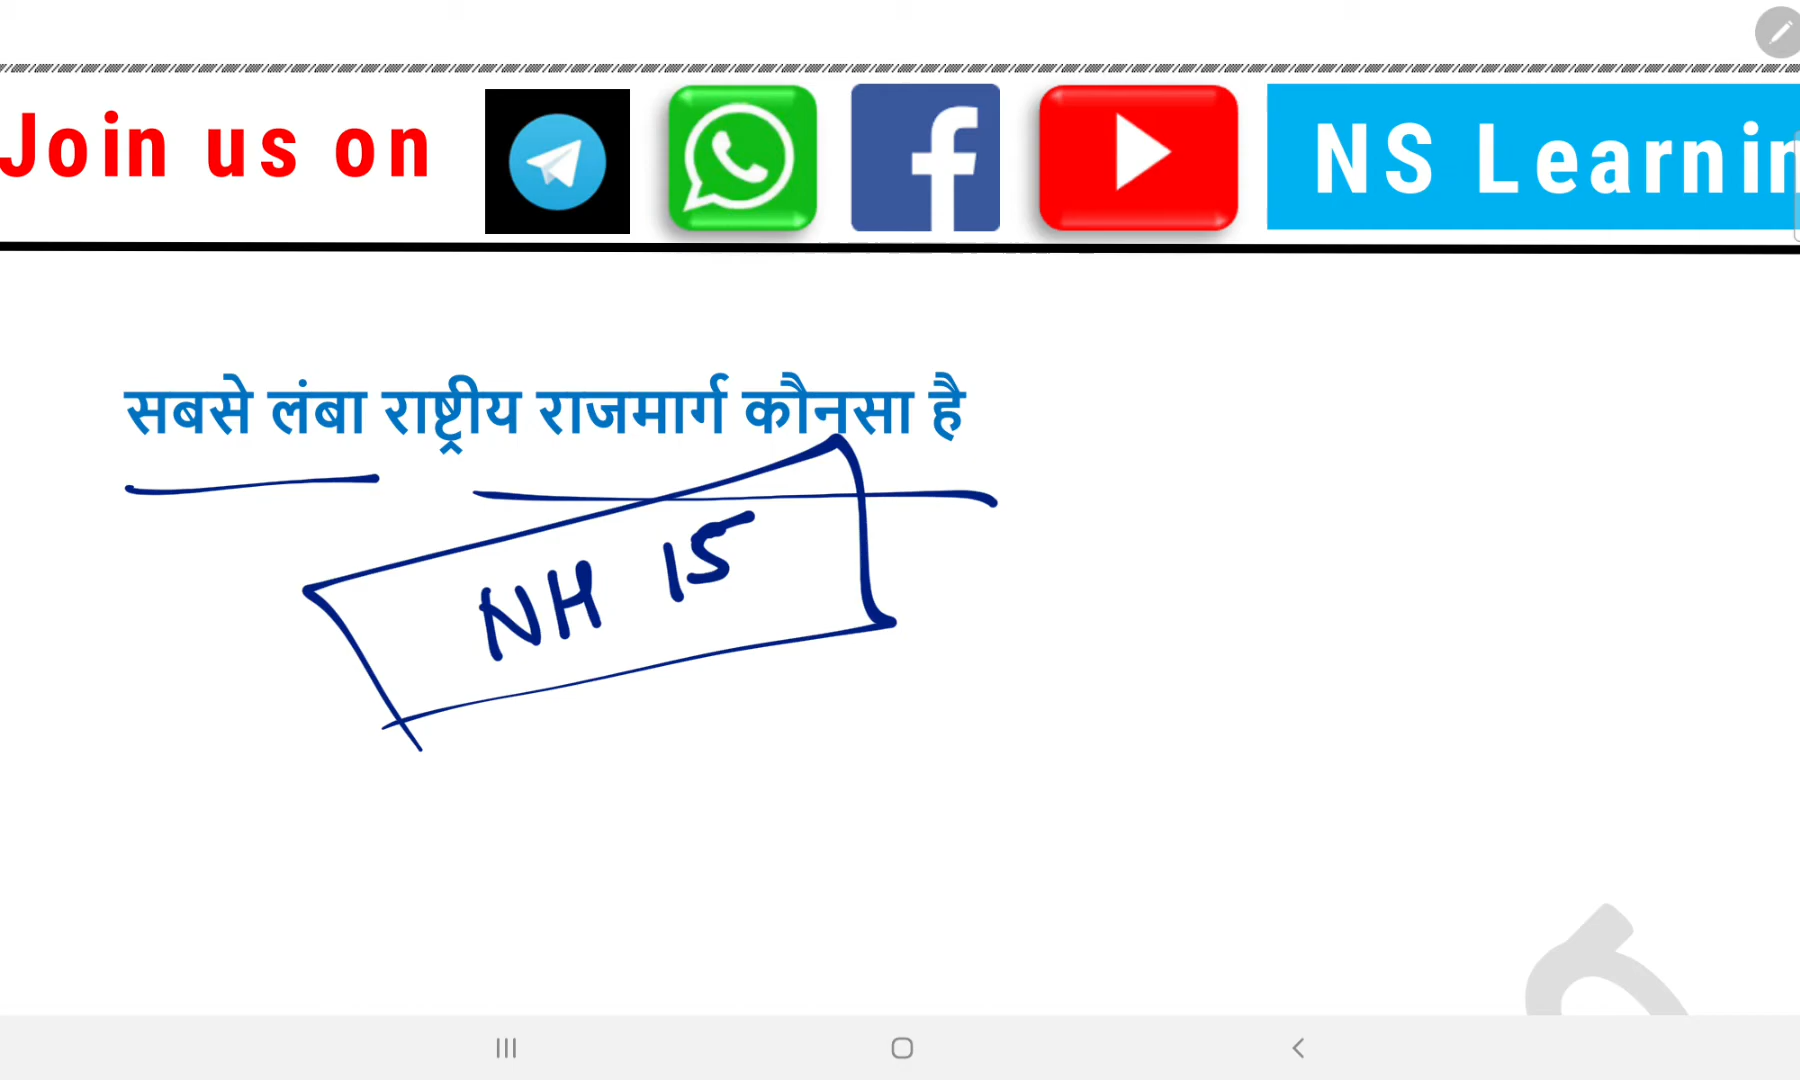 Join us on NS Learnin
सबसे लंबा राष्ट्रीय राजमार्ग कौनसा है
NH 15